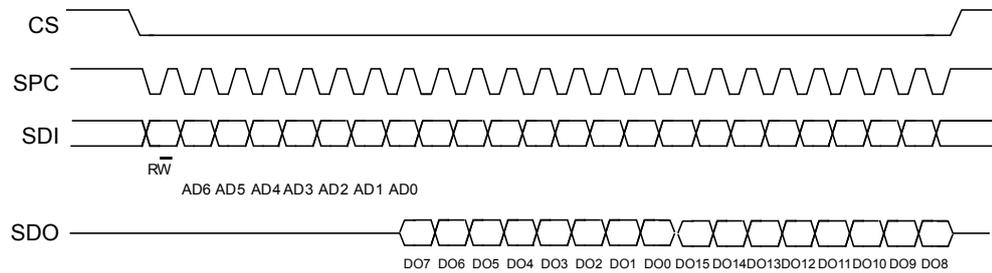 CS
SPC
SDI
RW̅
AD6 AD5 AD4 AD3 AD2 AD1 AD0
SDO
DO7 DO6 DO5 DO4 DO3 DO2 DO1 DO0 DO15 DO14 DO13 DO12 DO11 DO10 DO9 DO8